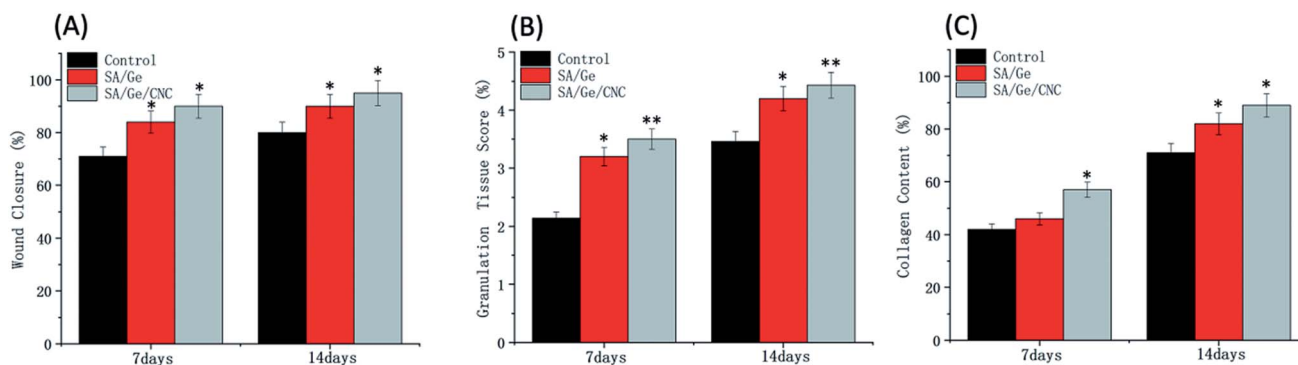 (A)
Control
SA/Ge
SA/Ge/CNC
100
80
60
40
20
0
Wound Closure (%)
* * * *
7days 14days
(B)
Control
SA/Ge
SA/Ge/CNC
5
4
3
2
1
0
Granulation Tissue Score (%)
* ** * **
7days 14days
(C)
Control
SA/Ge
SA/Ge/CNC
100
80
60
40
20
0
Collagen Content (%)
* * *
7days 14days